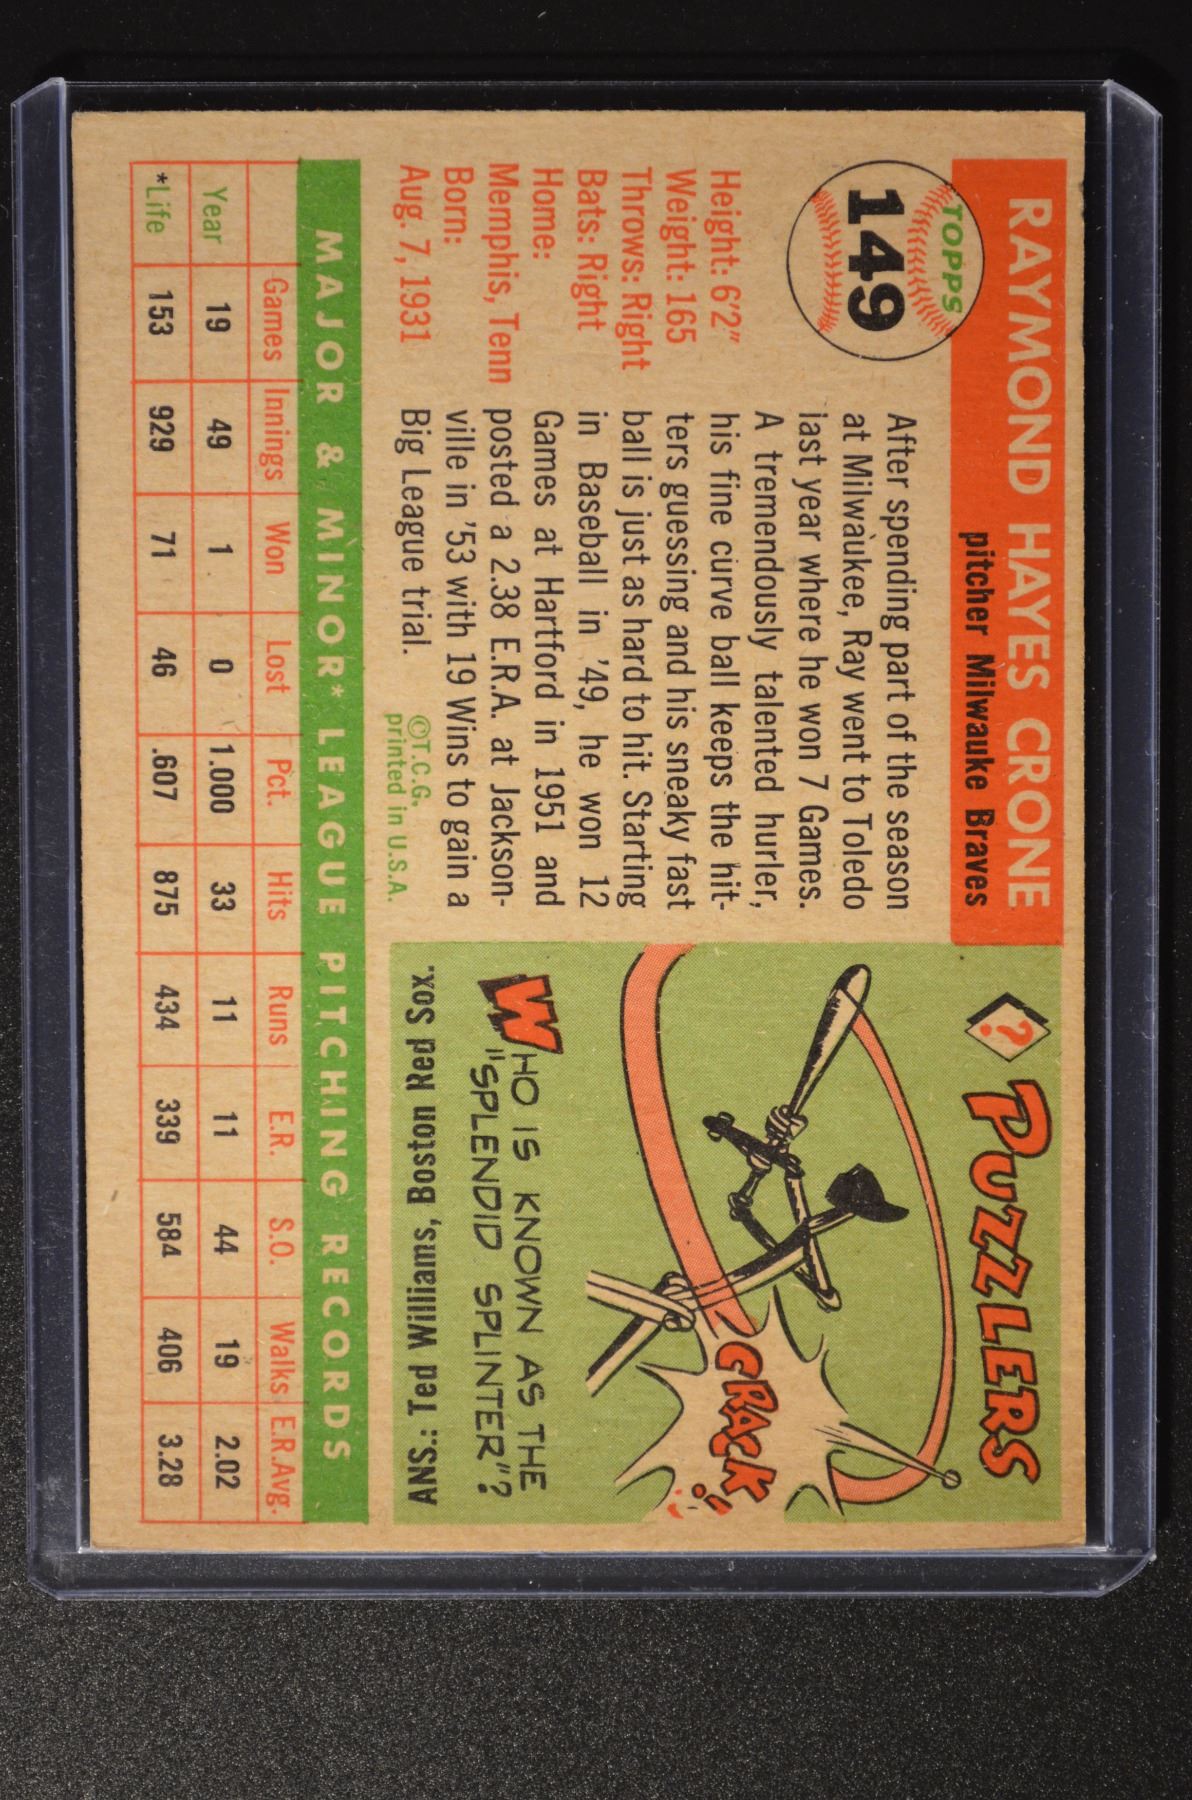 RAYMOND HAYES CRONE
pitcher Milwauke Braves
TOPPS
149
Height: 6'2"
Weight: 165
Throws: Right
Bats: Right
Home:
Memphis, Tenn
Born:
Aug. 7, 1931
After spending part of the season
at Milwaukee, Ray went to Toledo
last year where he won 7 Games.
A tremendously talented hurler,
his fine curve ball keeps the hit-
ters guessing and his sneaky fast
ball is just as hard to hit. Starting
in Baseball in '49, he won 12
Games at Hartford in 1951 and
posted a 2.38 E.R.A. at Jackson-
ville in '53 with 19 Wins to gain a
Big League trial.
©T.C.G.
printed in U.S.A.
? PUZZLERS
CRACK!
WHO IS KNOWN AS THE
"SPLENDID SPLINTER"?
ANS.: Ted Williams, Boston Red Sox.
MAJOR & MINOR* LEAGUE PITCHING RECORDS
Games Innings Won Lost Pct. Hits Runs E.R. S.O. Walks E.R.Avg.
Year 19 49 1 0 1.000 33 11 11 44 19 2.02
*Life 153 929 71 46 .607 875 434 339 584 406 3.28